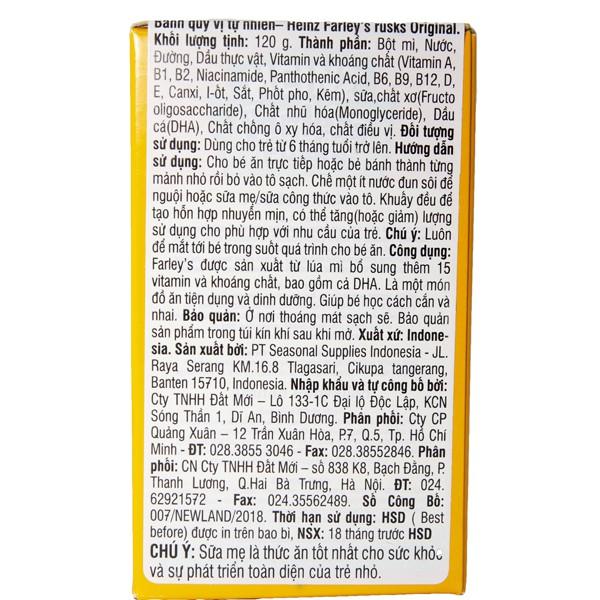 Bánh quy vị tự nhiên– Heinz Farley's rusks Original.
Khối lượng tịnh: 120 g. Thành phần: Bột mì, Nước,
Đường, Dầu thực vật, Vitamin và khoáng chất (Vitamin A,
B1, B2, Niacinamide, Panthothenic Acid, B6, B9, B12, D,
E, Canxi, I-ốt, Sắt, Phốt pho, Kẽm), sữa,chất xơ(Fructo
oligosaccharide), Chất nhũ hóa(Monoglyceride), Dầu
cá(DHA), Chất chống ô xy hóa, chất điều vị. Đối tượng
sử dụng: Dùng cho trẻ từ 6 tháng tuổi trở lên. Hướng dẫn
sử dụng: Cho bé ăn trực tiếp hoặc bẻ bánh thành từng
mảnh nhỏ rồi bỏ vào tô sạch. Chế một ít nước đun sôi để
nguội hoặc sữa mẹ/sữa công thức vào tô. Khuấy đều để
tạo hỗn hợp nhuyễn mịn, có thể tăng(hoặc giảm) lượng
sử dụng cho phù hợp với nhu cầu của trẻ. Chú ý: Luôn
để mắt tới bé trong suốt quá trình cho bé ăn. Công dụng:
Farley's được sản xuất từ lúa mì bổ sung thêm 15
vitamin và khoáng chất, bao gồm cả DHA. Là một món
đồ ăn tiện dụng và dinh dưỡng. Giúp bé học cách cắn và
nhai. Bảo quản: Ở nơi thoáng mát sạch sẽ. Bảo quản
sản phẩm trong túi kín khí sau khi mở. Xuất xứ: Indone-
sia. Sản xuất bởi: PT Seasonal Supplies Indonesia - JL.
Raya Serang KM.16.8 Tlagasari, Cikupa tangerang,
Banten 15710, Indonesia. Nhập khẩu và tự công bố bởi:
Cty TNHH Đất Mới – Lô 133-1C Đại lộ Độc Lập, KCN
Sóng Thần 1, Dĩ An, Bình Dương. Phân phối: Cty CP
Quảng Xuân – 12 Trần Xuân Hòa, P.7, Q.5, Tp. Hồ Chí
Minh - ĐT: 028.3855 3046 - Fax: 028.38552846. Phân
phối: CN Cty TNHH Đất Mới – số 838 K8, Bạch Đằng, P.
Thanh Lương, Q.Hai Bà Trưng, Hà Nội. ĐT: 024.
62921572 - Fax: 024.35562489. Số Công Bố:
007/NEWLAND/2018. Thời hạn sử dụng: HSD ( Best
before) được in trên bao bì, NSX: 18 tháng trước HSD
CHÚ Ý: Sữa mẹ là thức ăn tốt nhất cho sức khỏe
và sự phát triển toàn diện của trẻ nhỏ.